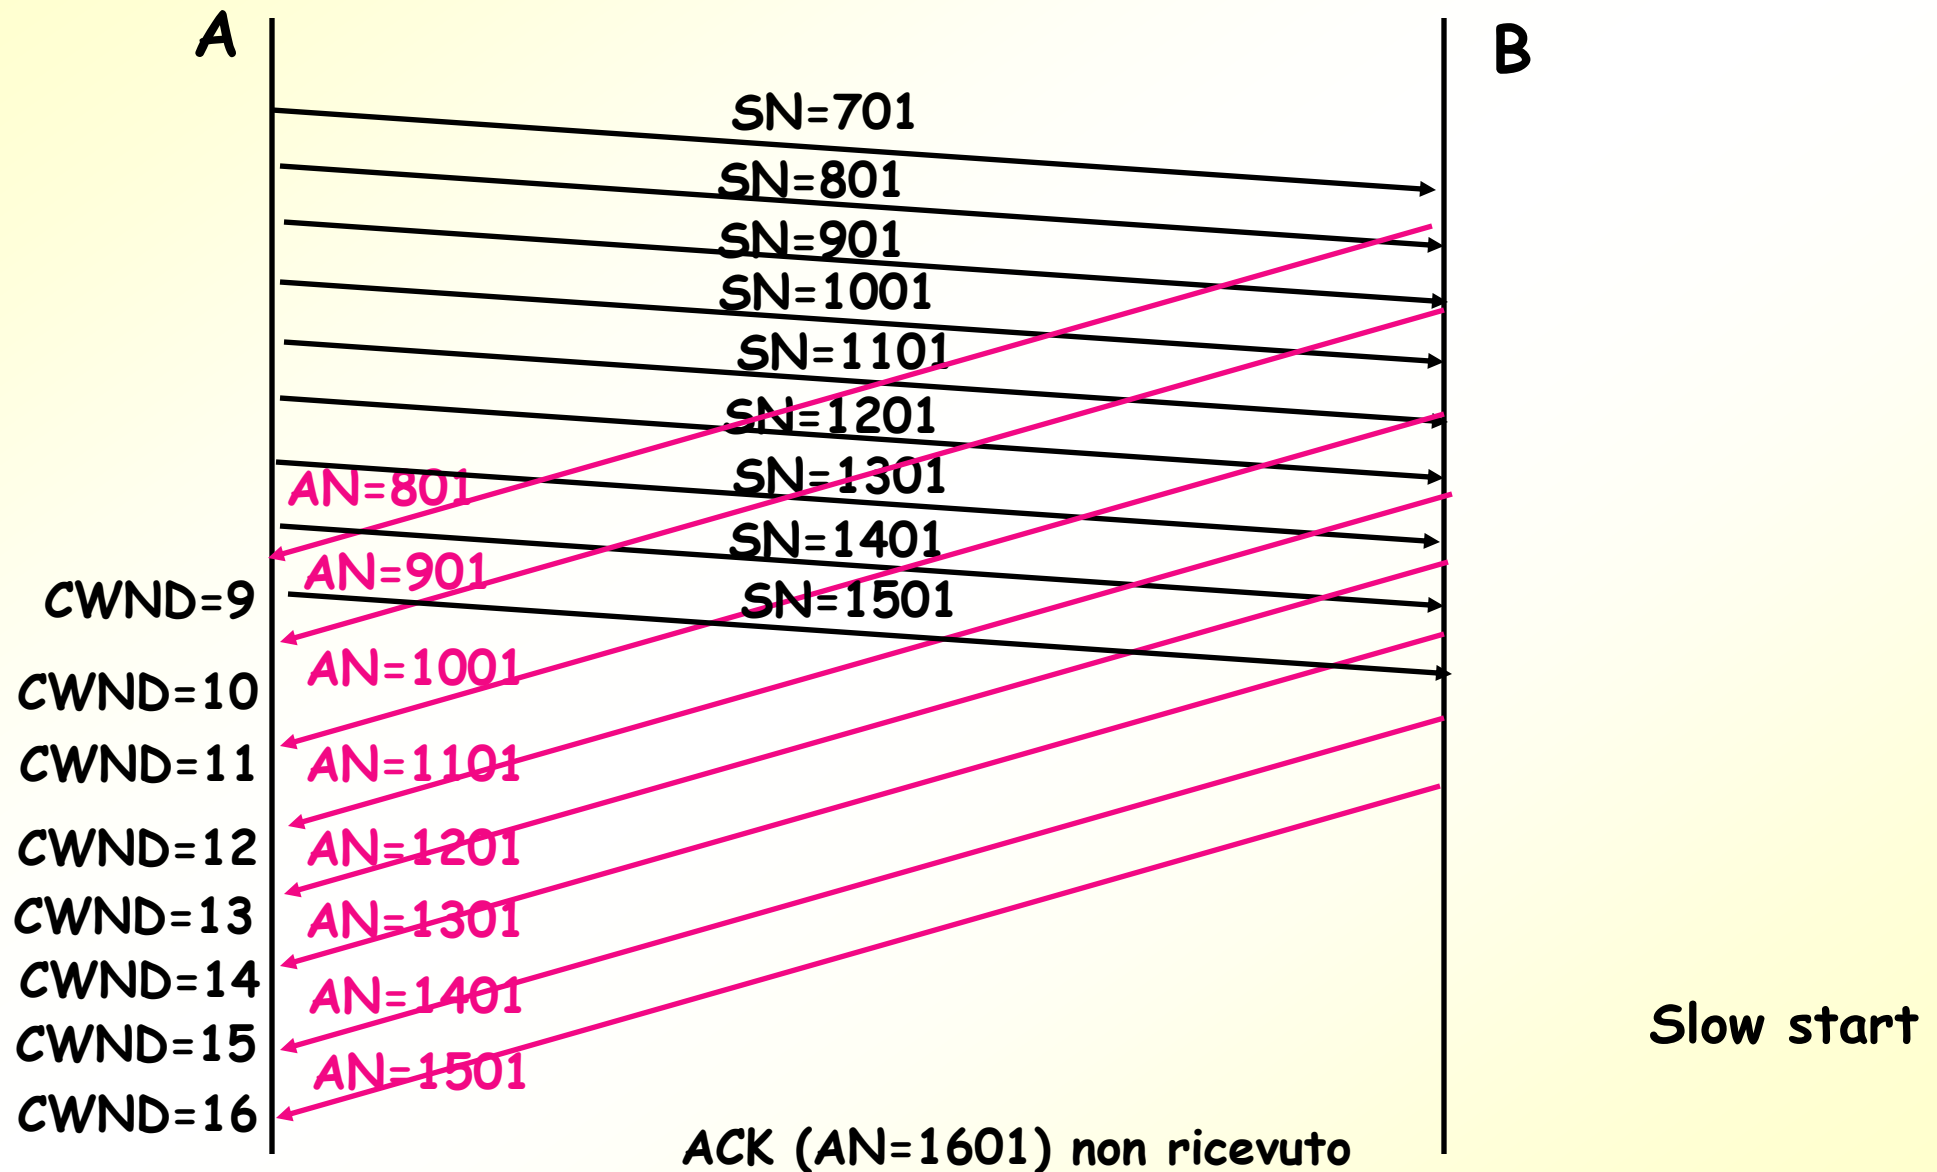 A
B
SN=701
SN=801
SN=901
SN=1001
SN=1101
SN=1201
SN=1301
SN=1401
SN=1501
AN=801
AN=901
AN=1001
AN=1101
AN=1201
AN=1301
AN=1401
AN=1501
CWND=9
CWND=10
CWND=11
CWND=12
CWND=13
CWND=14
CWND=15
CWND=16
Slow start
ACK (AN=1601) non ricevuto